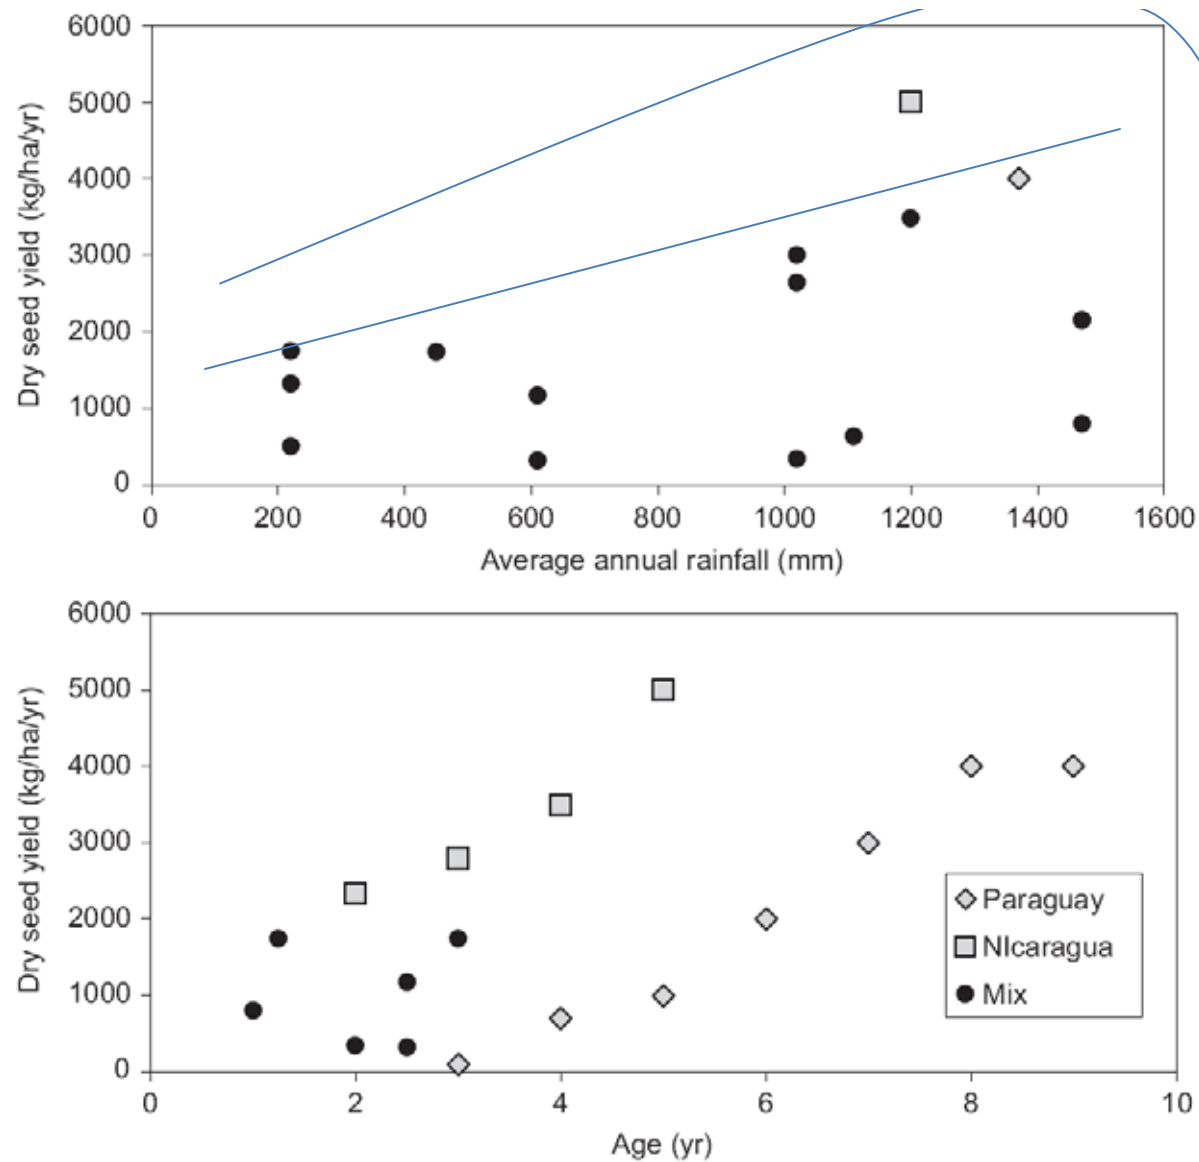 6000
5000
4000
3000
2000
1000
0
Dry seed yield (kg/ha/yr)
0 200 400 600 800 1000 1200 1400 1600
Average annual rainfall (mm)
6000
5000
4000
3000
2000
1000
0
Dry seed yield (kg/ha/yr)
Paraguay
NIcaragua
Mix
0 2 4 6 8 10
Age (yr)